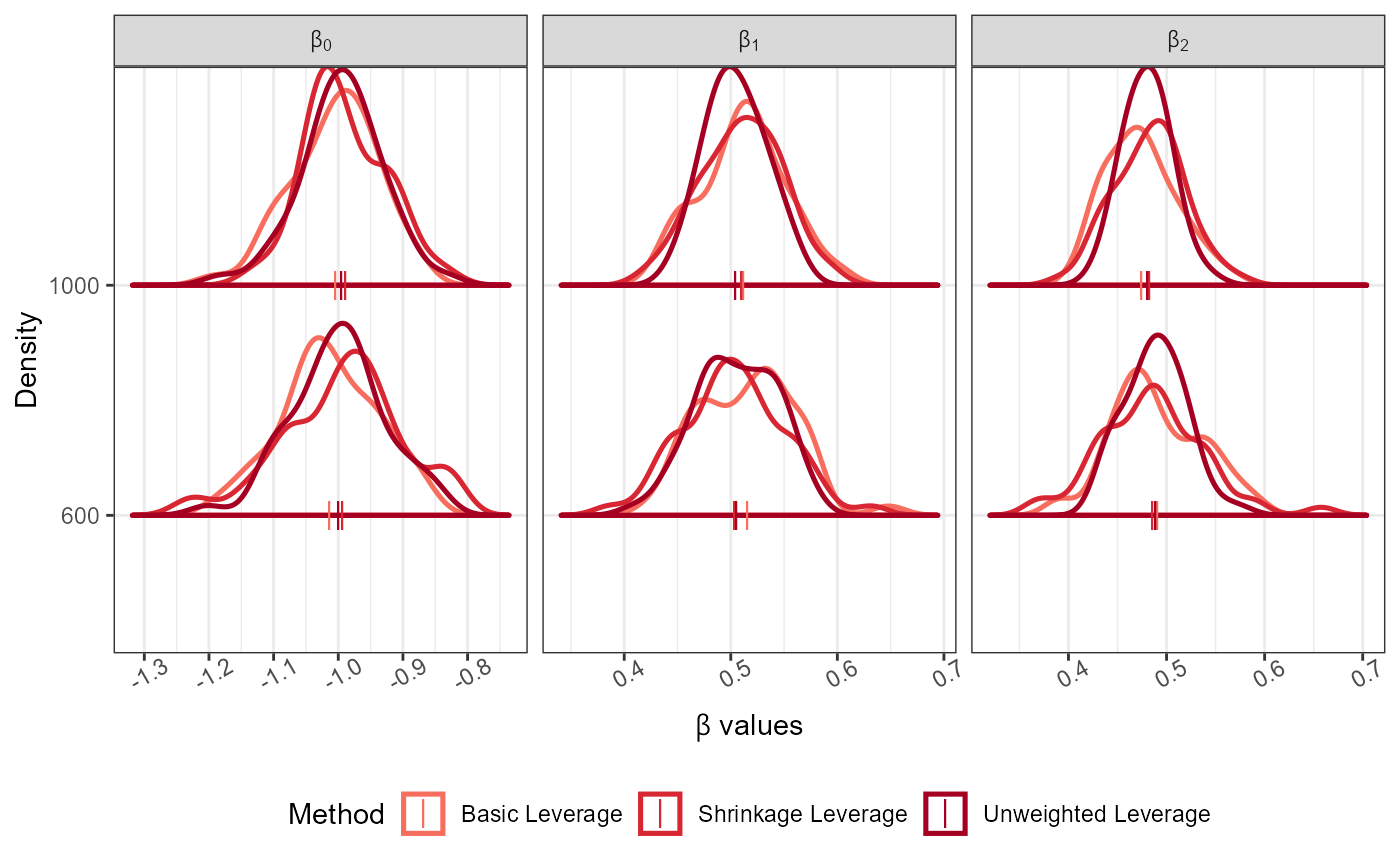 β₀ β₁ β₂
Density
1000
600
-1.3 -1.2 -1.1 -1.0 -0.9 -0.8 0.4 0.5 0.6 0.7 0.4 0.5 0.6 0.7
β values
Method Basic Leverage Shrinkage Leverage Unweighted Leverage